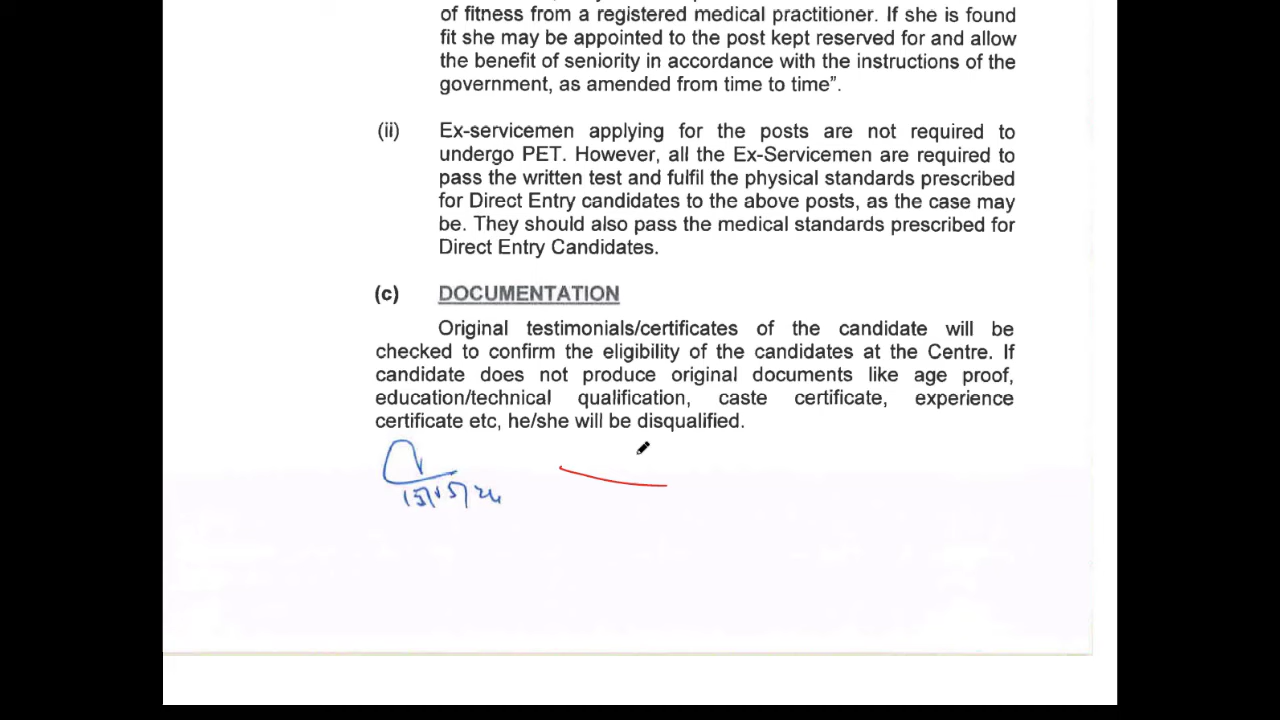 of fitness from a registered medical practitioner. If she is found
fit she may be appointed to the post kept reserved for and allow
the benefit of seniority in accordance with the instructions of the
government, as amended from time to time”.
(ii) Ex-servicemen applying for the posts are not required to
undergo PET. However, all the Ex-Servicemen are required to
pass the written test and fulfil the physical standards prescribed
for Direct Entry candidates to the above posts, as the case may
be. They should also pass the medical standards prescribed for
Direct Entry Candidates.
(c) DOCUMENTATION
Original testimonials/certificates of the candidate will be
checked to confirm the eligibility of the candidates at the Centre. If
candidate does not produce original documents like age proof,
education/technical qualification, caste certificate, experience
certificate etc, he/she will be disqualified.